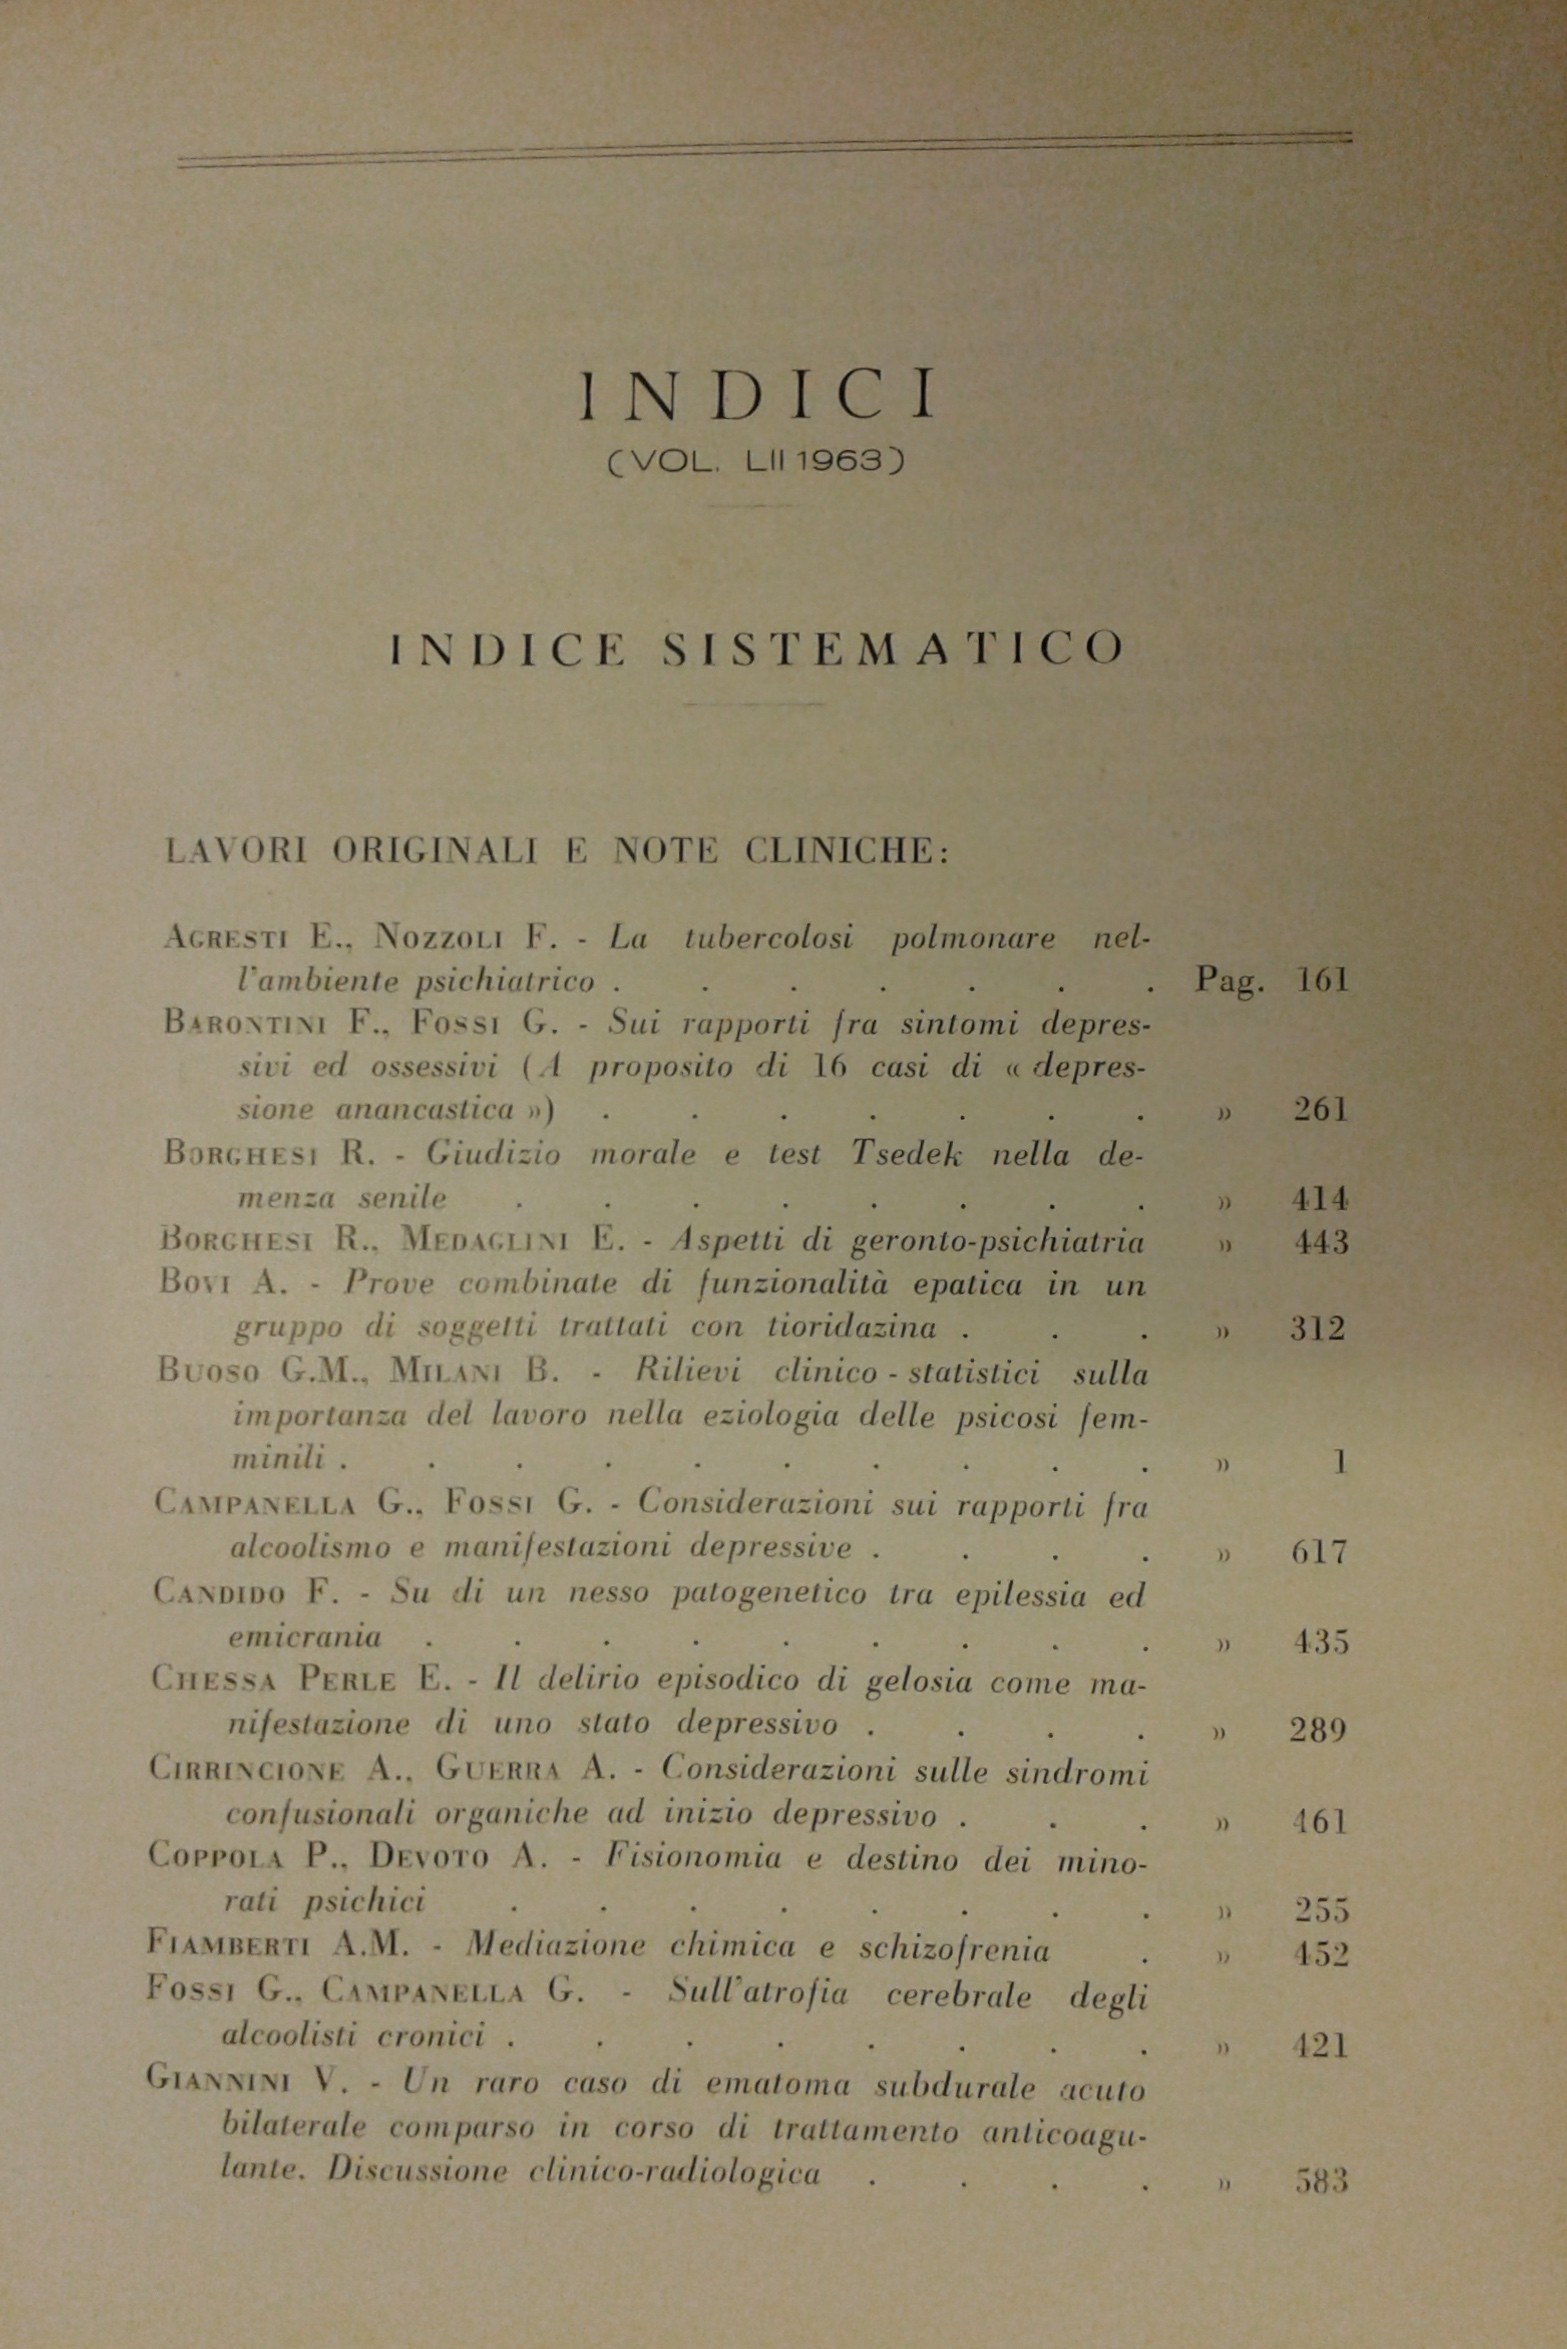 INDICI
(VOL. LII 1963)
INDICE SISTEMATICO
LAVORI ORIGINALI E NOTE CLINICHE:
AGRESTI E., NOZZOLI F. - La tubercolosi polmonare nel-
l'ambiente psichiatrico . . . . . . . Pag. 161
BARONTINI F., FOSSI G. - Sui rapporti fra sintomi depres-
sivi ed ossessivi (A proposito di 16 casi di « depres-
sione anancastica ») . . . . . . . » 261
BORGHESI R. - Giudizio morale e test Tsedek nella de-
menza senile . . . . . . . . » 414
BORGHESI R., MEDAGLINI E. - Aspetti di geronto-psichiatria » 443
BOVI A. - Prove combinate di funzionalità epatica in un
gruppo di soggetti trattati con tioridazina . . . » 312
BUOSO G.M., MILANI B. - Rilievi clinico - statistici sulla
importanza del lavoro nella eziologia delle psicosi fem-
minili . . . . . . . . . . » 1
CAMPANELLA G., FOSSI G. - Considerazioni sui rapporti fra
alcoolismo e manifestazioni depressive . . . . » 617
CANDIDO F. - Su di un nesso patogenetico tra epilessia ed
emicrania . . . . . . . . . » 435
CHESSA PERLE E. - Il delirio episodico di gelosia come ma-
nifestazione di uno stato depressivo . . . . » 289
CIRRINCIONE A., GUERRA A. - Considerazioni sulle sindromi
confusionali organiche ad inizio depressivo . . . » 461
COPPOLA P., DEVOTO A. - Fisionomia e destino dei mino-
rati psichici . . . . . . . . » 255
FIAMBERTI A.M. - Mediazione chimica e schizofrenia . » 452
FOSSI G., CAMPANELLA G. - Sull'atrofia cerebrale degli
alcoolisti cronici . . . . . . . . » 421
GIANNINI V. - Un raro caso di ematoma subdurale acuto
bilaterale comparso in corso di trattamento anticoagu-
lante. Discussione clinico-radiologica . . . . » 583